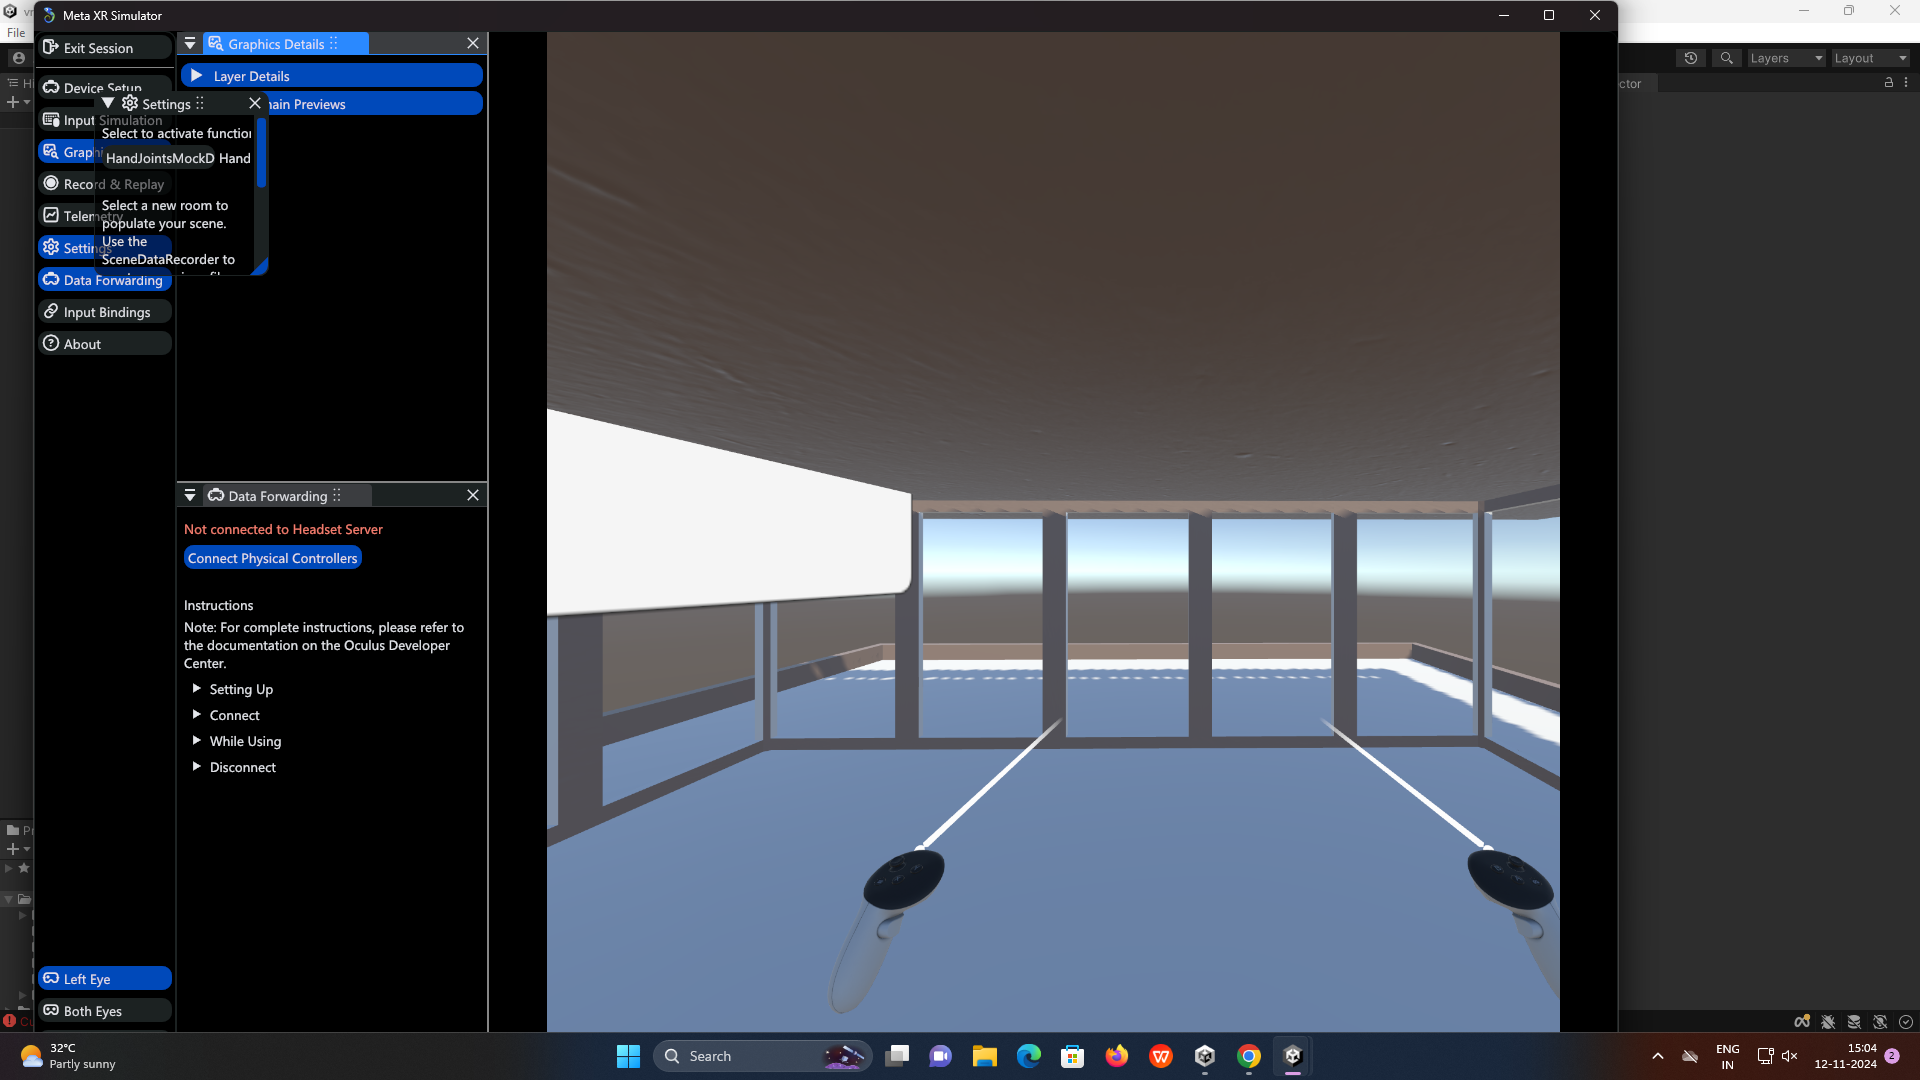 Meta XR Simulator
File
Exit Session
Graphics Details
Layers
Layout
Layer Details
Device Setup
Settings
hain Previews
ctor
Input Simulation
Select to activate function
Graphi
HandJointsMockD Hand
Record & Replay
Select a new room to
Telemetry
populate your scene.
Settings
Use the
SceneDataRecorder to
Data Forwarding
Input Bindings
About
Data Forwarding
Not connected to Headset Server
Connect Physical Controllers
Instructions
Note: For complete instructions, please refer to
the documentation on the Oculus Developer
Center.
Setting Up
Connect
While Using
Disconnect
Left Eye
Both Eyes
32°C
Partly sunny
Search
ENG
IN
15:04
12-11-2024
2